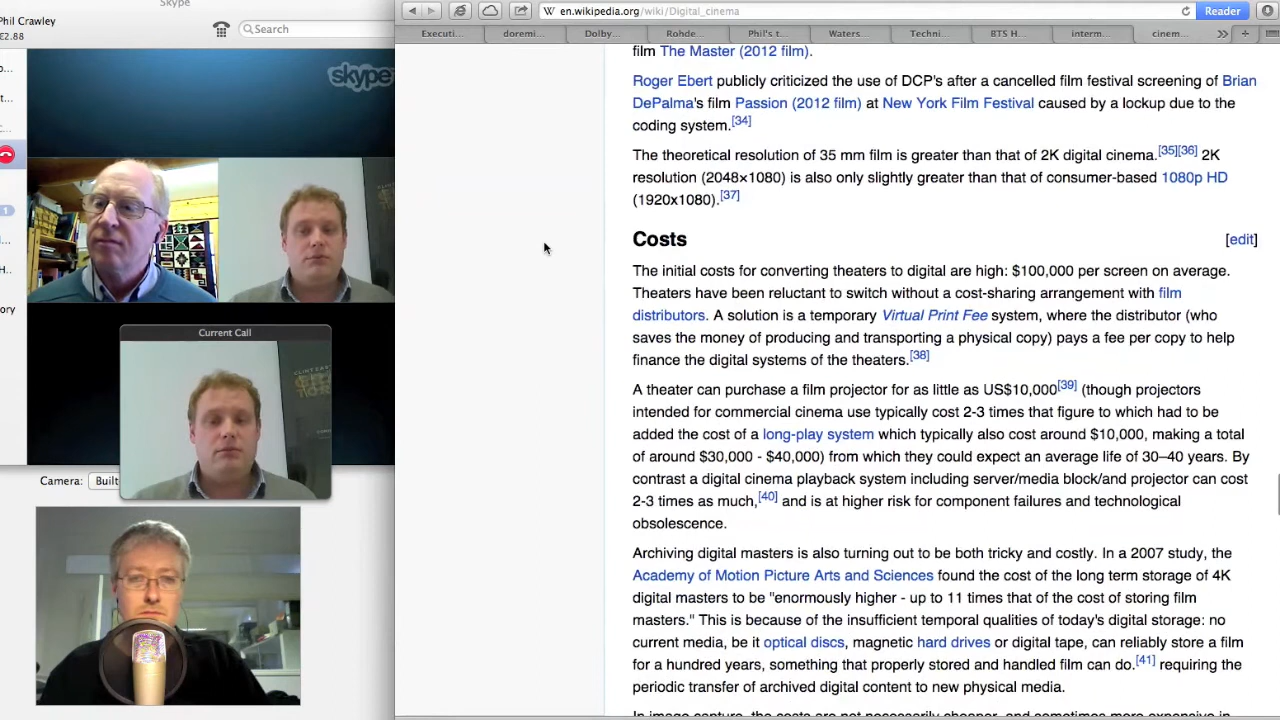 Skype
Phil Crawley
2.88
Search
skype
Current Call
Camera: Built
en.wikipedia.org/wiki/Digital_cinema
Reader
Executi...
doremi...
Dolby...
Rohde...
Phil's t...
Waters...
Techni...
BTS H...
interm...
cinem...
film The Master (2012 film).
Roger Ebert publicly criticized the use of DCP's after a cancelled film festival screening of Brian
DePalma's film Passion (2012 film) at New York Film Festival caused by a lockup due to the
coding system.[34]
The theoretical resolution of 35 mm film is greater than that of 2K digital cinema.[35][36] 2K
resolution (2048×1080) is also only slightly greater than that of consumer-based 1080p HD
(1920x1080).[37]
Costs
[edit]
The initial costs for converting theaters to digital are high: $100,000 per screen on average.
Theaters have been reluctant to switch without a cost-sharing arrangement with film
distributors. A solution is a temporary Virtual Print Fee system, where the distributor (who
saves the money of producing and transporting a physical copy) pays a fee per copy to help
finance the digital systems of the theaters.[38]
A theater can purchase a film projector for as little as US$10,000[39] (though projectors
intended for commercial cinema use typically cost 2-3 times that figure to which had to be
added the cost of a long-play system which typically also cost around $10,000, making a total
of around $30,000 - $40,000) from which they could expect an average life of 30–40 years. By
contrast a digital cinema playback system including server/media block/and projector can cost
2-3 times as much,[40] and is at higher risk for component failures and technological
obsolescence.
Archiving digital masters is also turning out to be both tricky and costly. In a 2007 study, the
Academy of Motion Picture Arts and Sciences found the cost of the long term storage of 4K
digital masters to be "enormously higher - up to 11 times that of the cost of storing film
masters." This is because of the insufficient temporal qualities of today's digital storage: no
current media, be it optical discs, magnetic hard drives or digital tape, can reliably store a film
for a hundred years, something that properly stored and handled film can do.[41] requiring the
periodic transfer of archived digital content to new physical media.
In image capture, the costs are not necessarily cheaper, and sometimes more expensive in